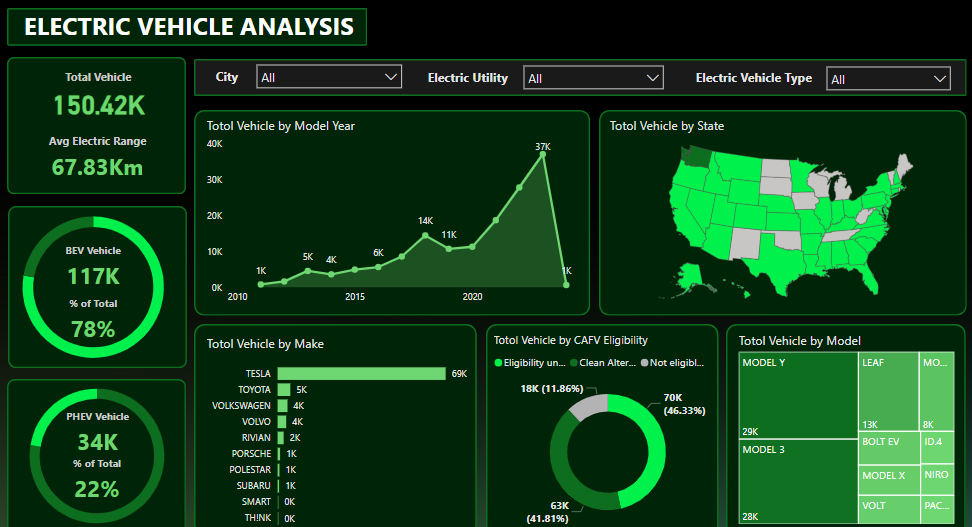 ELECTRIC VEHICLE ANALYSIS
Total Vehicle
150.42K
Avg Electric Range
67.83Km
City
All
Electric Utility
All
Electric Vehicle Type
All
Totol Vehicle by Model Year
40K
30K
20K
10K
0K
1K
5K
4K
6K
14K
11K
37K
1K
2010
2015
2020
Totol Vehicle by State
BEV Vehicle
117K
% of Total
78%
PHEV Vehicle
34K
% of Total
22%
Totol Vehicle by Make
TESLA 69K
TOYOTA 5K
VOLKSWAGEN 4K
VOLVO 4K
RIVIAN 2K
PORSCHE 1K
POLESTAR 1K
SUBARU 1K
SMART 0K
TH!NK 0K
Totol Vehicle by CAFV Eligibility
Eligibility un... Clean Alter... Not eligibl...
18K (11.86%)
70K
(46.33%)
63K
(41.81%)
Totol Vehicle by Model
MODEL Y
29K
MODEL 3
28K
LEAF
13K
MO...
8K
BOLT EV
ID.4
MODEL X
NIRO
VOLT
PAC...